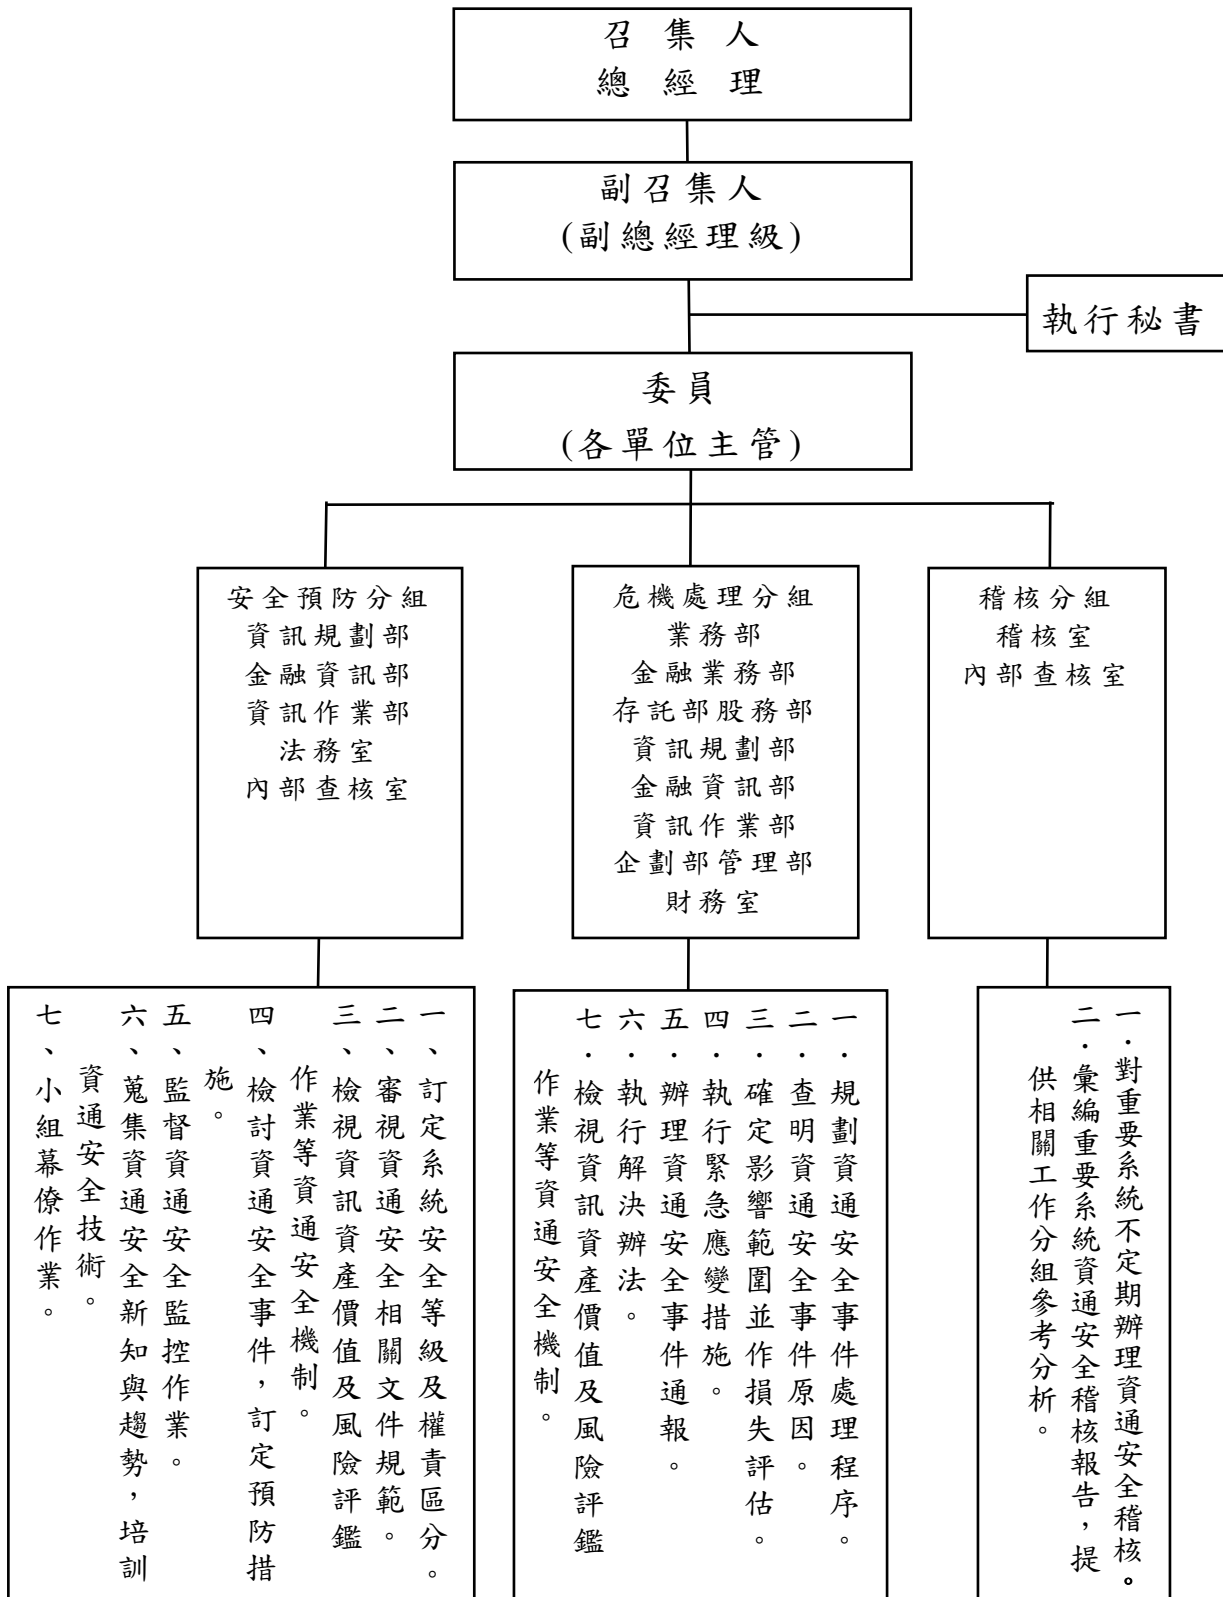 召集人
總經理
副召集人
(副總經理級)
執行秘書
委員
(各單位主管)
安全預防分組
資訊規劃部
金融資訊部
資訊作業部
法務室
內部查核室
危機處理分組
業務部
金融業務部
存託部股務部
資訊規劃部
金融資訊部
資訊作業部
企劃部管理部
財務室
稽核分組
稽核室
內部查核室
一、訂定系統安全等級及權責區分。
二、審視資通安全相關文件規範。
三、檢視資訊資產價值及風險評鑑
作業等資通安全機制。
四、檢討資通安全事件，訂定預防措
施。
五、監督資通安全監控作業。
六、蒐集資通安全新知與趨勢，培訓
資通安全技術。
七、小組幕僚作業。
一．規劃資通安全事件處理程序。
二．查明資通安全事件原因。
三．確定影響範圍並作損失評估。
四．執行緊急應變措施。
五．辦理資通安全事件通報。
六．執行解決辦法。
七．檢視資訊資產價值及風險評鑑
作業等資通安全機制。
一．對重要系統不定期辦理資通安全稽核。
二．彙編重要系統資通安全稽核報告，提
供相關工作分組參考分析。